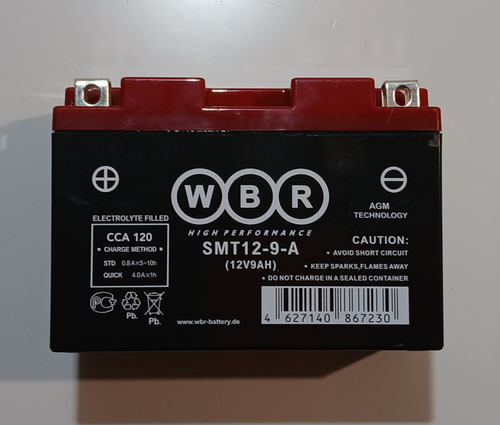 WBR
HIGH PERFORMANCE
SMT12-9-A
(12V9AH)
ELECTROLYTE FILLED
CCA 120
• CHARGE METHOD •
STD 0.8A×5~10h
QUICK 4.0A×1h
Pb. Pb.
www.wbr-battery.de
AGM
TECHNOLOGY
CAUTION:
• AVOID SHORT CIRCUIT
• KEEP SPARKS,FLAMES AWAY
• DO NOT CHARGE IN A SEALED CONTAINER
4 627140 867230